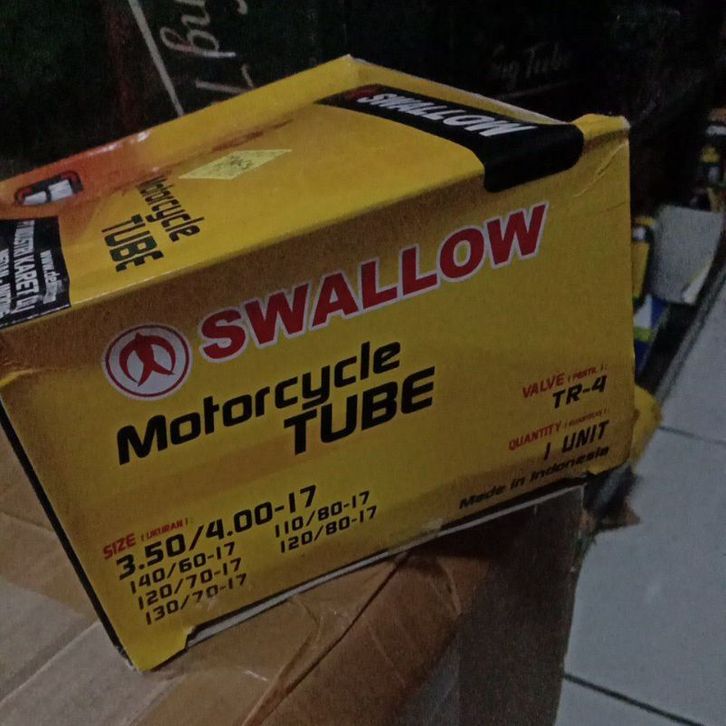 SWALLOW
Motorcycle
TUBE
SWALLOW
Motorcycle
TUBE
VALVE ( PENTIL ) :
TR-4
QUANTITY ( KUANTITAS ) :
1 UNIT
Made in Indonesia
SIZE ( UKURAN ) :
3.50/4.00-17
140/60-17
120/70-17
130/70-17
110/80-17
120/80-17